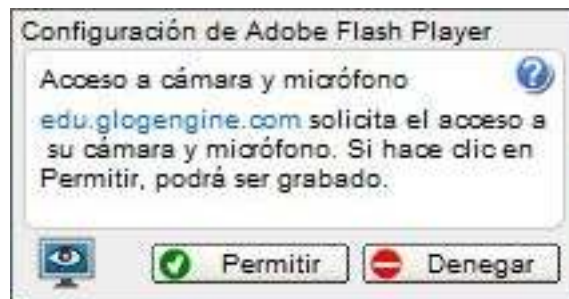 Configuración de Adobe Flash Player
Acceso a cámara y micrófono
edu.glogengine.com solicita el acceso a
su cámara y micrófono. Si hace clic en
Permitir, podrá ser grabado.
Permitir
Denegar